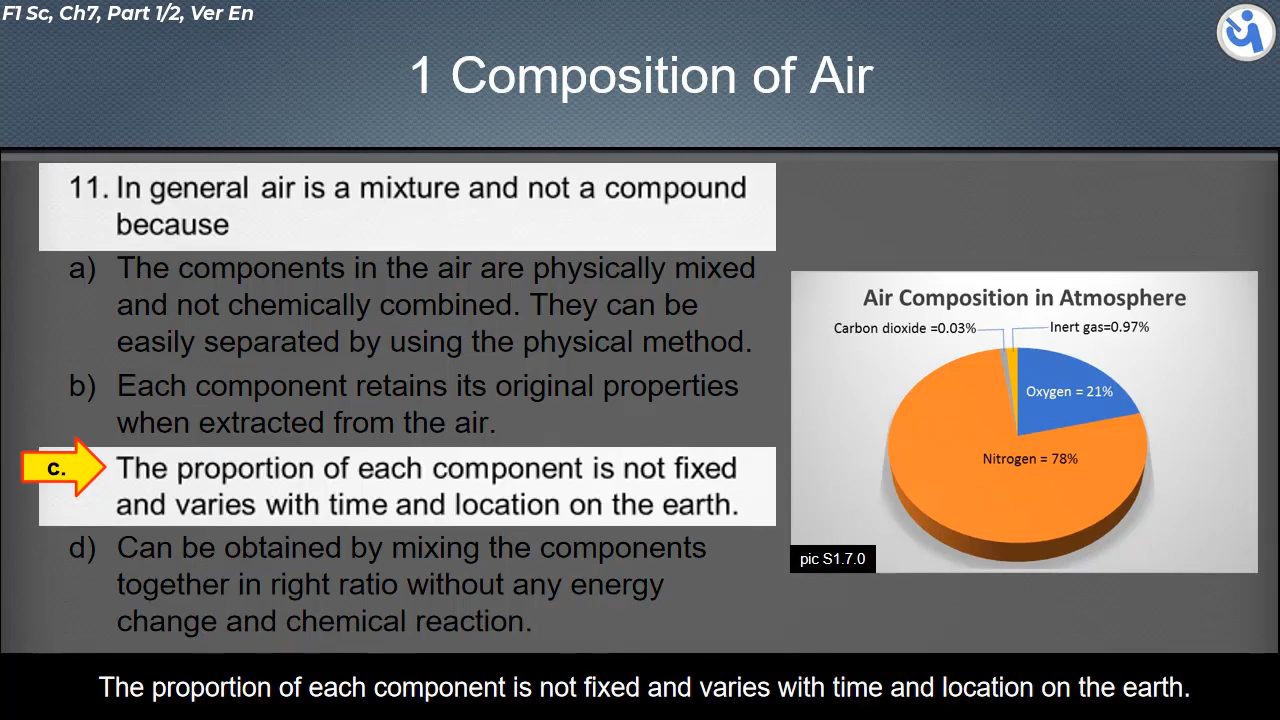 F1 Sc, Ch7, Part 1/2, Ver En
1 Composition of Air
11. In general air is a mixture and not a compound
because
a) The components in the air are physically mixed
and not chemically combined. They can be
easily separated by using the physical method.
b) Each component retains its original properties
when extracted from the air.
c. The proportion of each component is not fixed
and varies with time and location on the earth.
d) Can be obtained by mixing the components
together in right ratio without any energy
change and chemical reaction.
Air Composition in Atmosphere
Carbon dioxide =0.03%
Inert gas=0.97%
Oxygen = 21%
Nitrogen = 78%
pic S1.7.0
The proportion of each component is not fixed and varies with time and location on the earth.